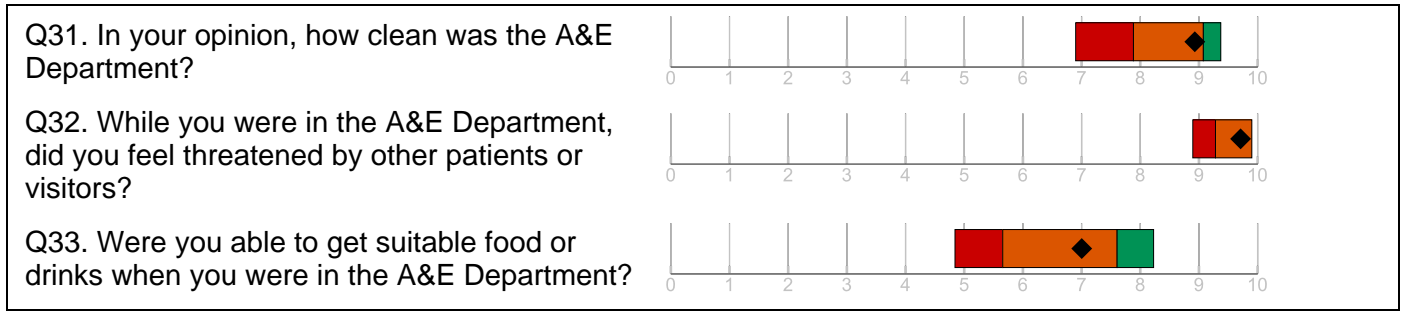 Q31. In your opinion, how clean was the A&E
Department?
0 1 2 3 4 5 6 7 8 9 10
Q32. While you were in the A&E Department,
did you feel threatened by other patients or
visitors?
0 1 2 3 4 5 6 7 8 9 10
Q33. Were you able to get suitable food or
drinks when you were in the A&E Department?
0 1 2 3 4 5 6 7 8 9 10